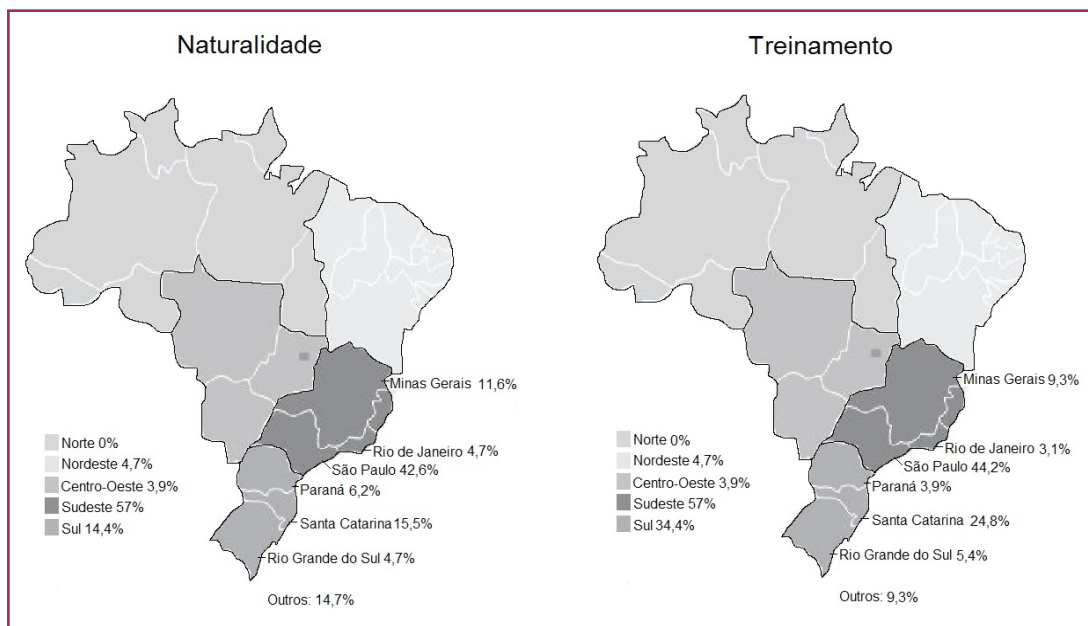 Naturalidade
Minas Gerais 11,6%
Rio de Janeiro 4,7%
São Paulo 42,6%
Paraná 6,2%
Santa Catarina 15,5%
Rio Grande do Sul 4,7%
Norte 0%
Nordeste 4,7%
Centro-Oeste 3,9%
Sudeste 57%
Sul 14,4%
Outros: 14,7%
Treinamento
Minas Gerais 9,3%
Rio de Janeiro 3,1%
São Paulo 44,2%
Paraná 3,9%
Santa Catarina 24,8%
Rio Grande do Sul 5,4%
Norte 0%
Nordeste 4,7%
Centro-Oeste 3,9%
Sudeste 57%
Sul 34,4%
Outros: 9,3%